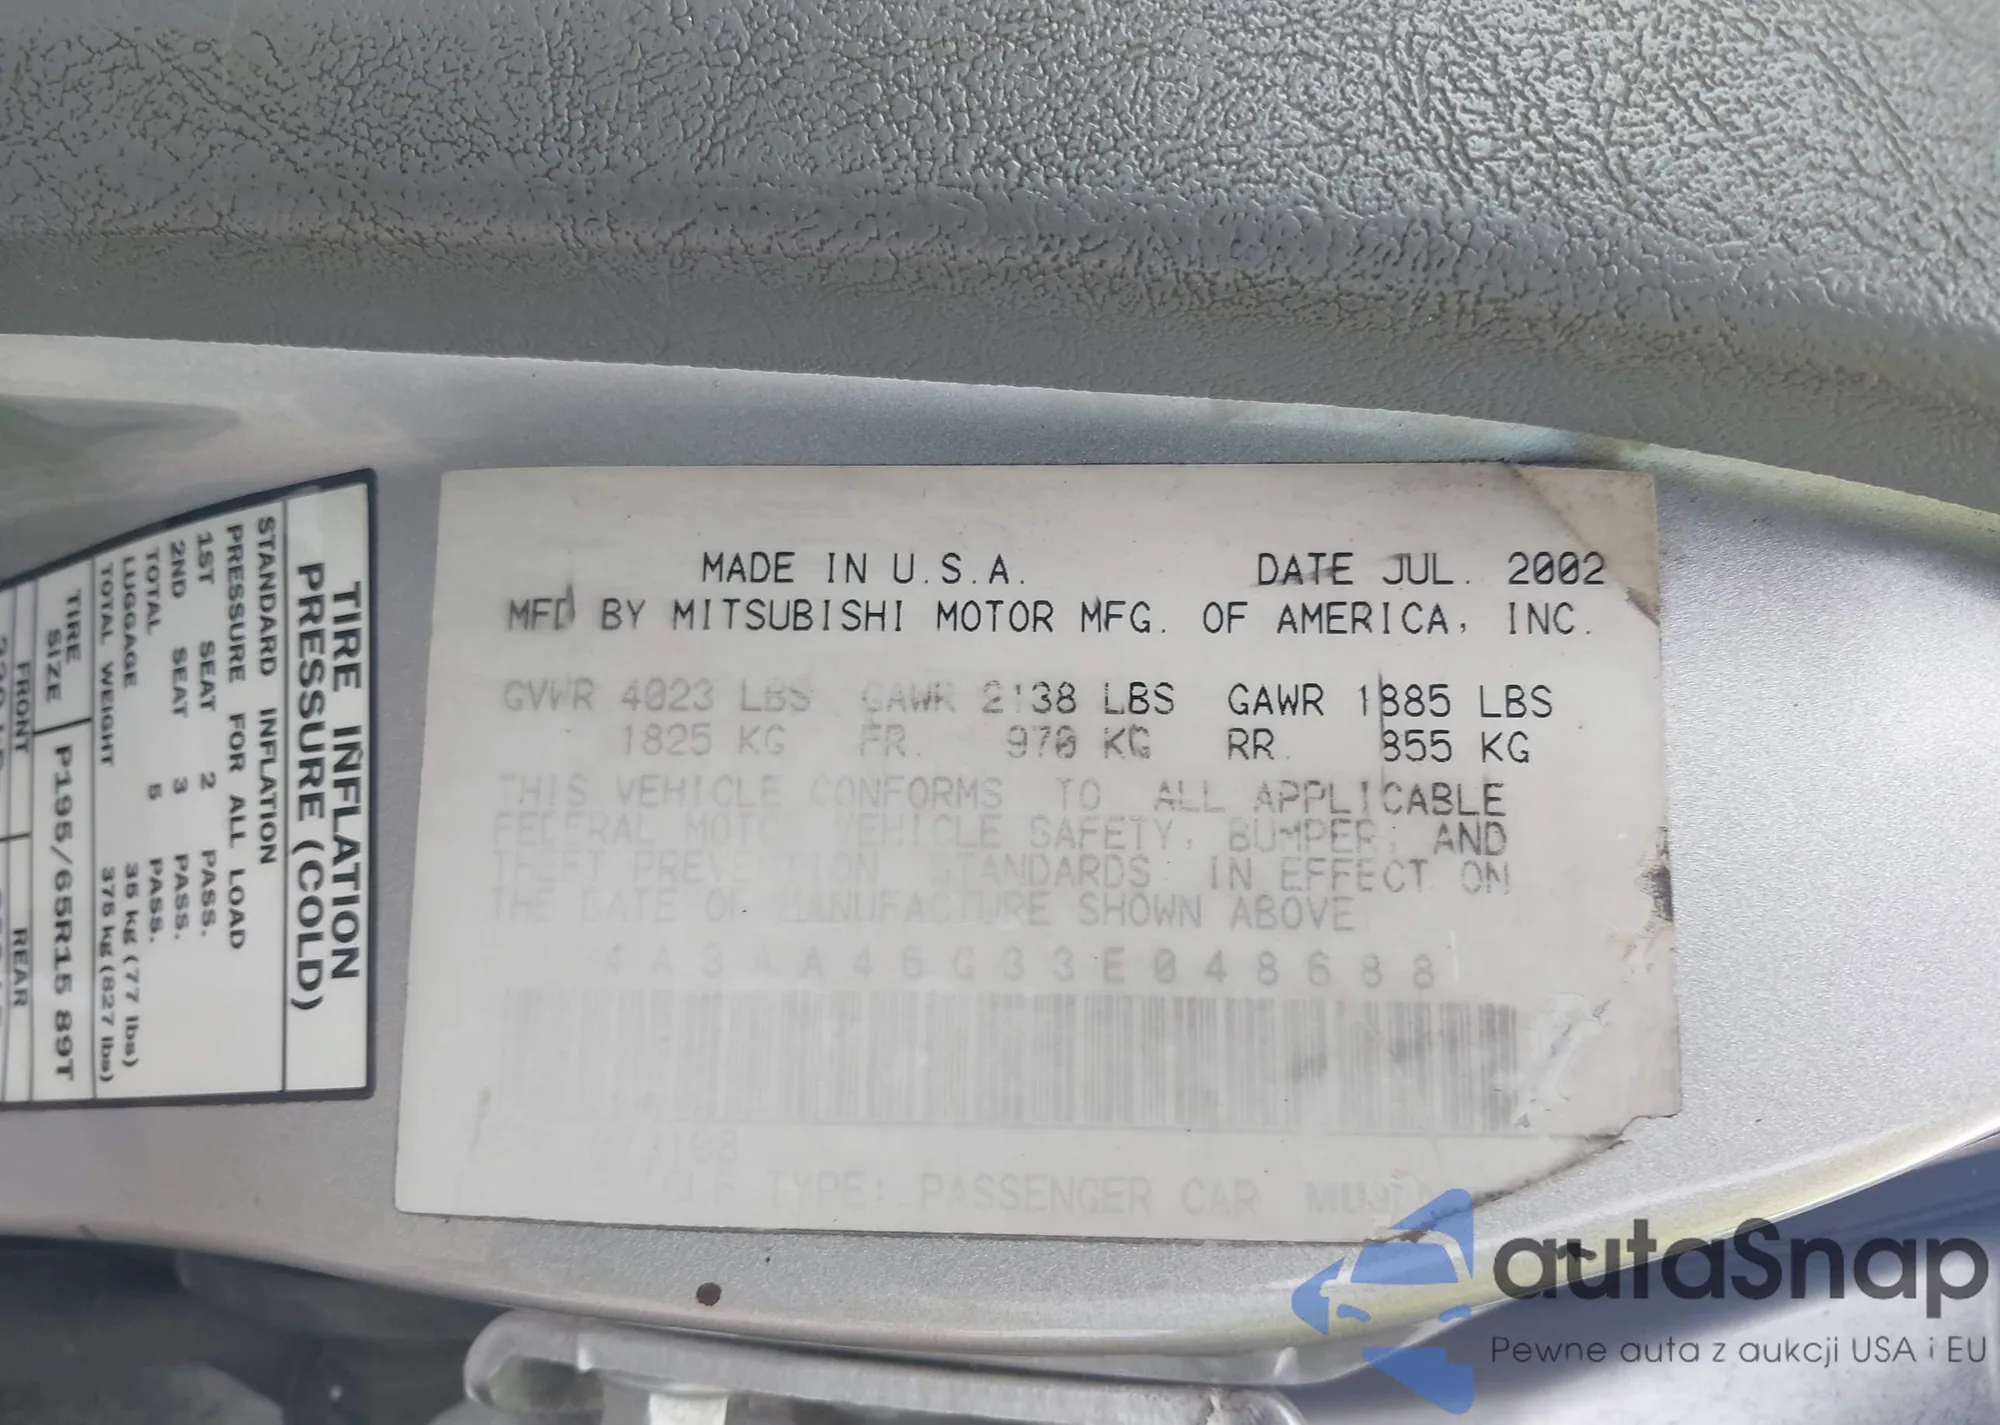 TIRE INFLATION
PRESSURE (COLD)
STANDARD INFLATION
PRESSURE FOR ALL LOAD
1ST SEAT 2 PASS.
2ND SEAT 3 PASS.
TOTAL 5 PASS.
LUGGAGE 35 kg (77 lbs)
TOTAL WEIGHT 375 kg (827 lbs)
TIRE SIZE P195/65R15 89T
FRONT REAR
MADE IN U.S.A. DATE JUL. 2002
MFD BY MITSUBISHI MOTOR MFG. OF AMERICA, INC.
GVWR 4023 LBS GAWR 2138 LBS GAWR 1885 LBS
1825 KG FR. 970 KG RR. 855 KG
THIS VEHICLE CONFORMS TO ALL APPLICABLE
FEDERAL MOTOR VEHICLE SAFETY, BUMPER, AND
THEFT PREVENTION STANDARDS IN EFFECT ON
THE DATE OF MANUFACTURE SHOWN ABOVE
4A3AA46G33E048688
TYPE: PASSENGER CAR
autaSnap
Pewne auta z aukcji USA i EU